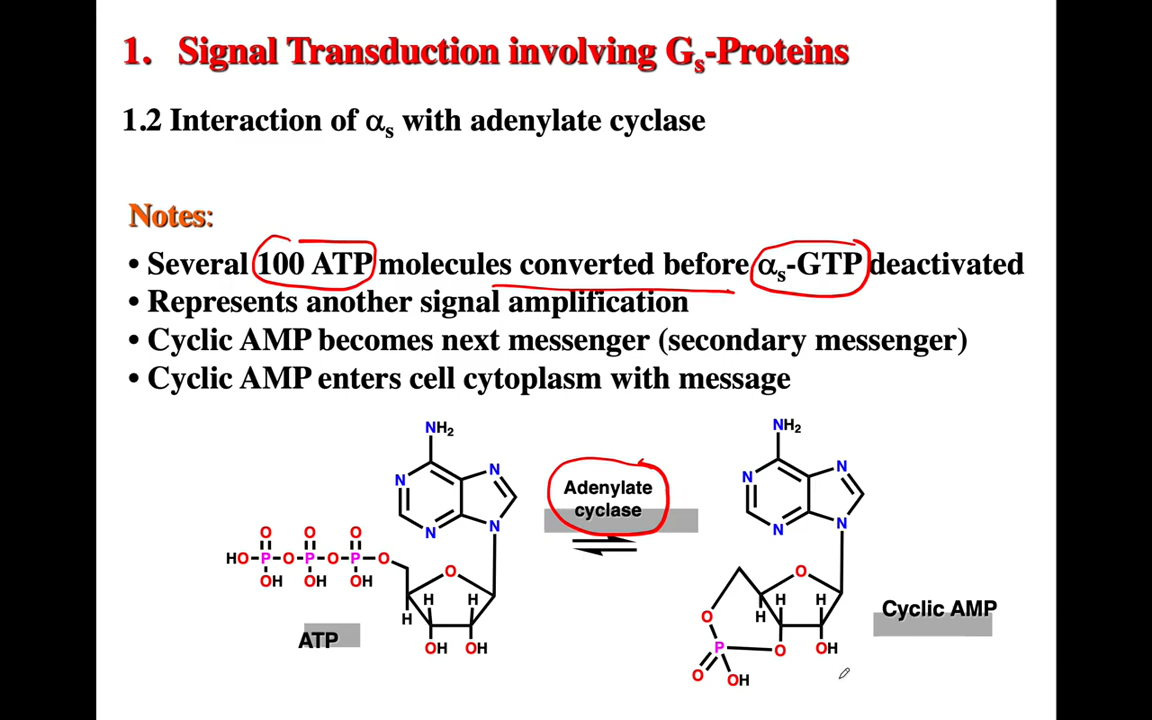 1. Signal Transduction involving Gs-Proteins
1.2 Interaction of αs with adenylate cyclase
Notes:
• Several 100 ATP molecules converted before αs-GTP deactivated
• Represents another signal amplification
• Cyclic AMP becomes next messenger (secondary messenger)
• Cyclic AMP enters cell cytoplasm with message
NH2
NH2
N
N
N
N
Adenylate
cyclase
N
N
N
N
O O O
HO-P-O-P-O-P-O
OH OH OH
O
H H
H
OH OH
ATP
O
H H
H
O
P
O
OH
O
OH
Cyclic AMP